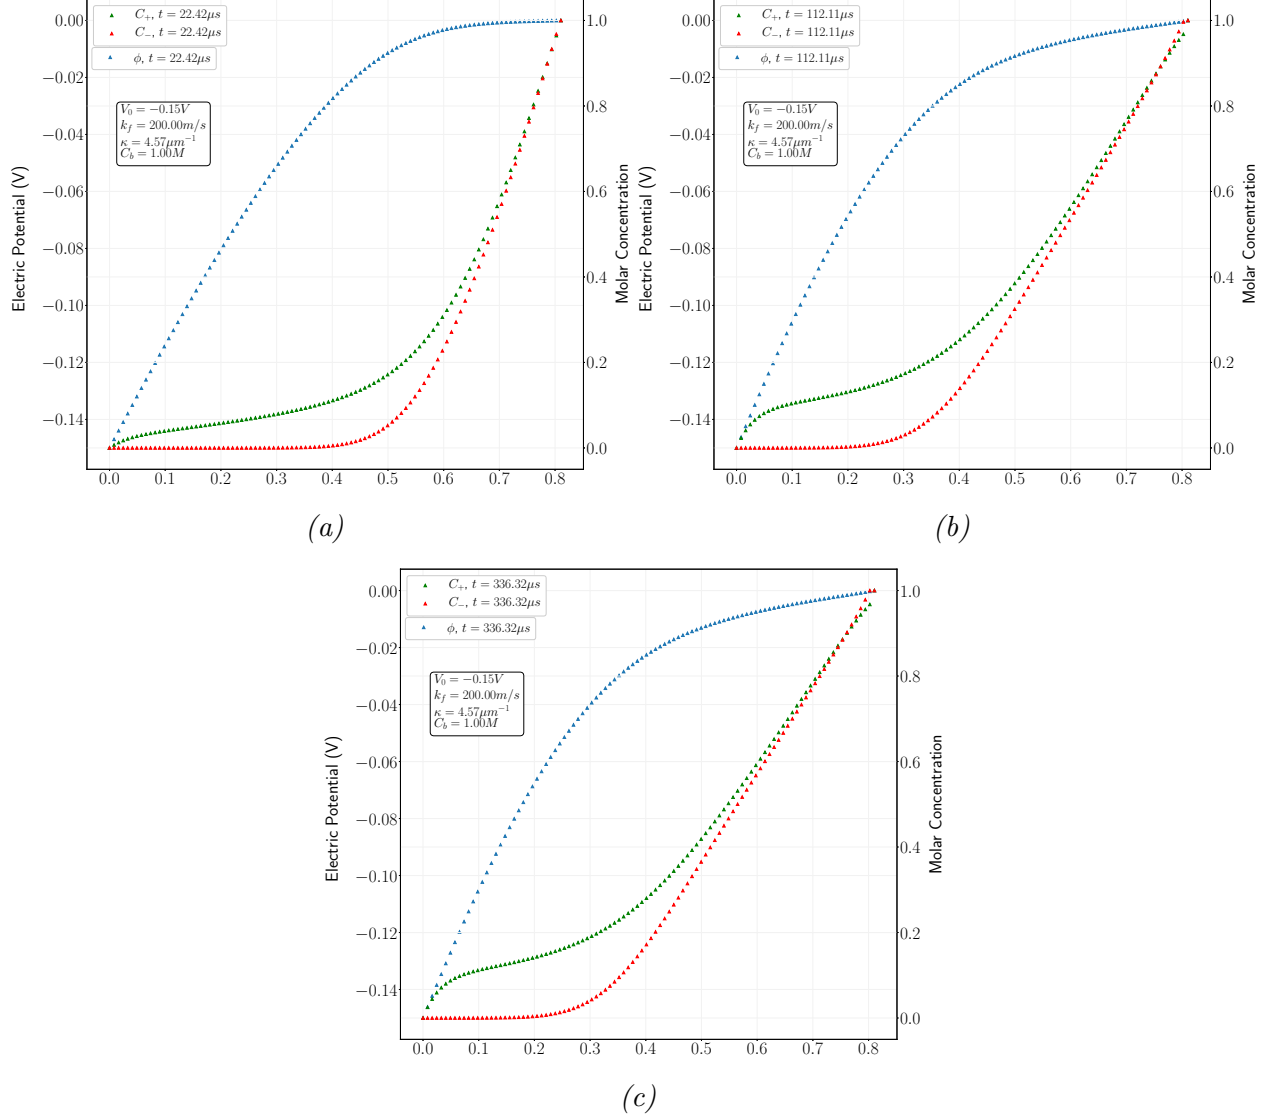 C₊, t = 22.42μs
C₋, t = 22.42μs
ϕ, t = 22.42μs
V₀ = −0.15V
k_f = 200.00m/s
κ = 4.57μm⁻¹
C_b = 1.00M
Electric Potential (V)
0.00
−0.02
−0.04
−0.06
−0.08
−0.10
−0.12
−0.14
1.0
0.8
0.6
0.4
0.2
0.0
Molar Concentration
0.0 0.1 0.2 0.3 0.4 0.5 0.6 0.7 0.8
(a)
C₊, t = 112.11μs
C₋, t = 112.11μs
ϕ, t = 112.11μs
V₀ = −0.15V
k_f = 200.00m/s
κ = 4.57μm⁻¹
C_b = 1.00M
Electric Potential (V)
0.00
−0.02
−0.04
−0.06
−0.08
−0.10
−0.12
−0.14
1.0
0.8
0.6
0.4
0.2
0.0
Molar Concentration
0.0 0.1 0.2 0.3 0.4 0.5 0.6 0.7 0.8
(b)
C₊, t = 336.32μs
C₋, t = 336.32μs
ϕ, t = 336.32μs
V₀ = −0.15V
k_f = 200.00m/s
κ = 4.57μm⁻¹
C_b = 1.00M
Electric Potential (V)
0.00
−0.02
−0.04
−0.06
−0.08
−0.10
−0.12
−0.14
1.0
0.8
0.6
0.4
0.2
0.0
Molar Concentration
0.0 0.1 0.2 0.3 0.4 0.5 0.6 0.7 0.8
(c)